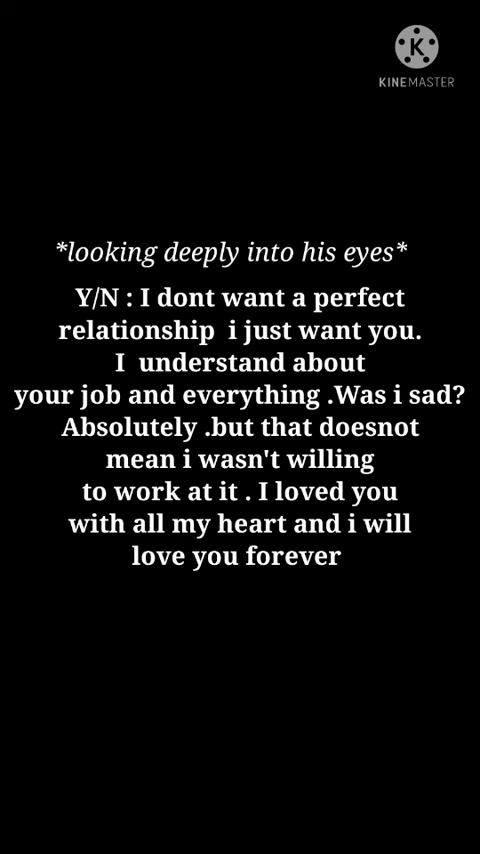 KINEMASTER
*looking deeply into his eyes*
Y/N : I dont want a perfect
relationship  i just want you.
I  understand about
your job and everything .Was i sad?
Absolutely .but that doesnot
mean i wasn't willing
to work at it . I loved you
with all my heart and i will
love you forever